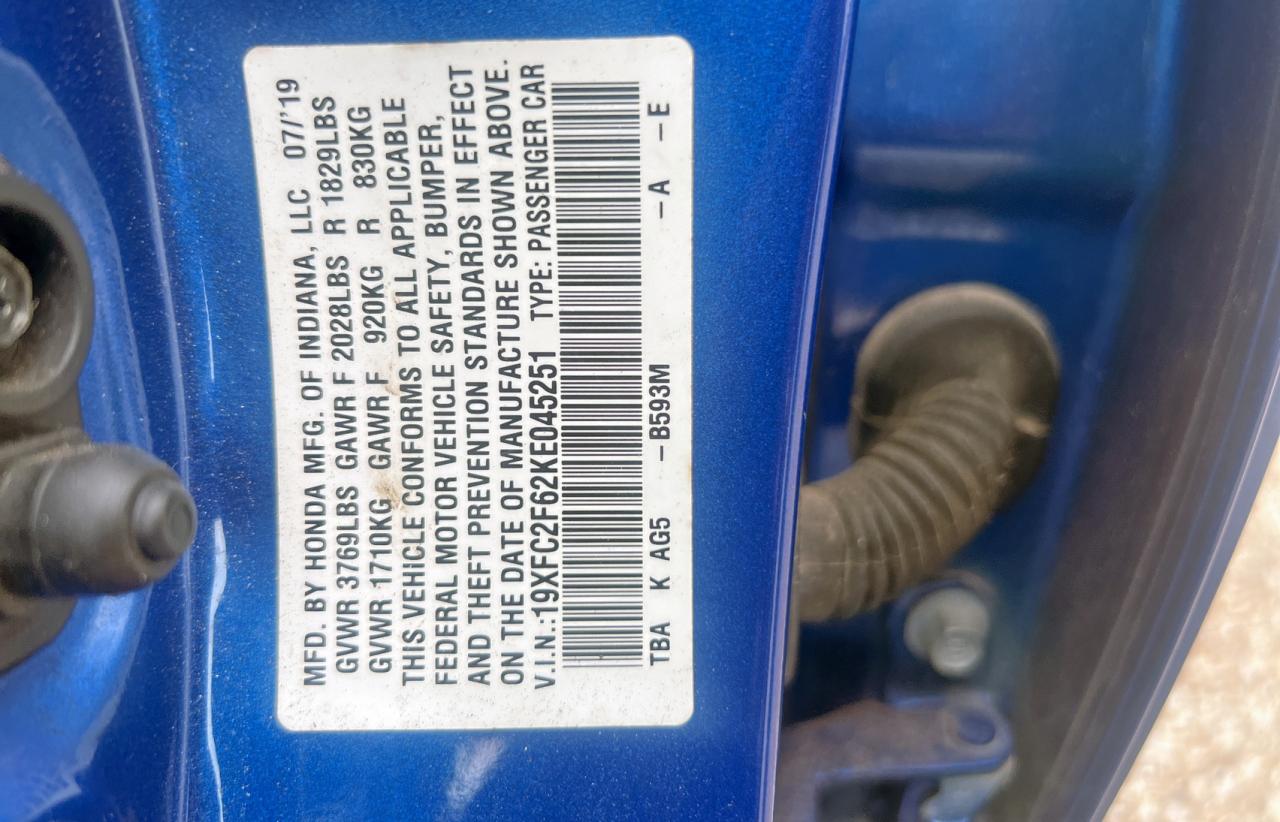 MFD. BY HONDA MFG. OF INDIANA, LLC 07/'19
GVWR 3769LBS GAWR F 2028LBS R 1829LBS
GVWR 1710KG GAWR F 920KG R 830KG
THIS VEHICLE CONFORMS TO ALL APPLICABLE
FEDERAL MOTOR VEHICLE SAFETY, BUMPER,
AND THEFT PREVENTION STANDARDS IN EFFECT
ON THE DATE OF MANUFACTURE SHOWN ABOVE.
V.I.N.:19XFC2F62KE045251 TYPE: PASSENGER CAR
TBA K AG5 -B593M -A -E